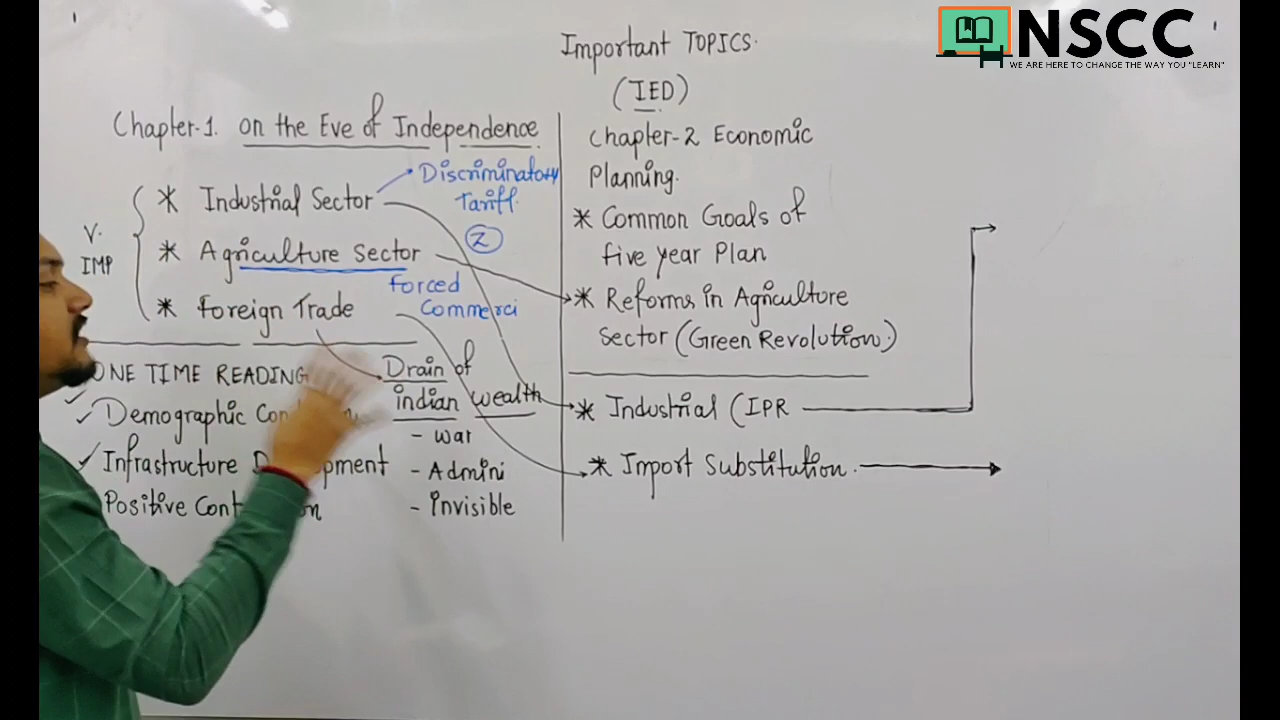 NSCC
WE ARE HERE TO CHANGE THE WAY YOU "LEARN"
Important TOPICS.
(IED)
Chapter-1. on the Eve of Independence.
V. IMP
* Industrial Sector
Discriminatory
Tariff.
2
* Agriculture Sector
Forced
Commerci
* Foreign Trade
Drain of
indian wealth
- war
- Admini
- invisible
ONE TIME READING
Demographic
Infrastructure
Positive
Chapter-2 Economic
Planning.
* Common Goals of
five year Plan
* Reforms in Agriculture
Sector (Green Revolution.)
* Industrial (IPR
* Import Substitution.